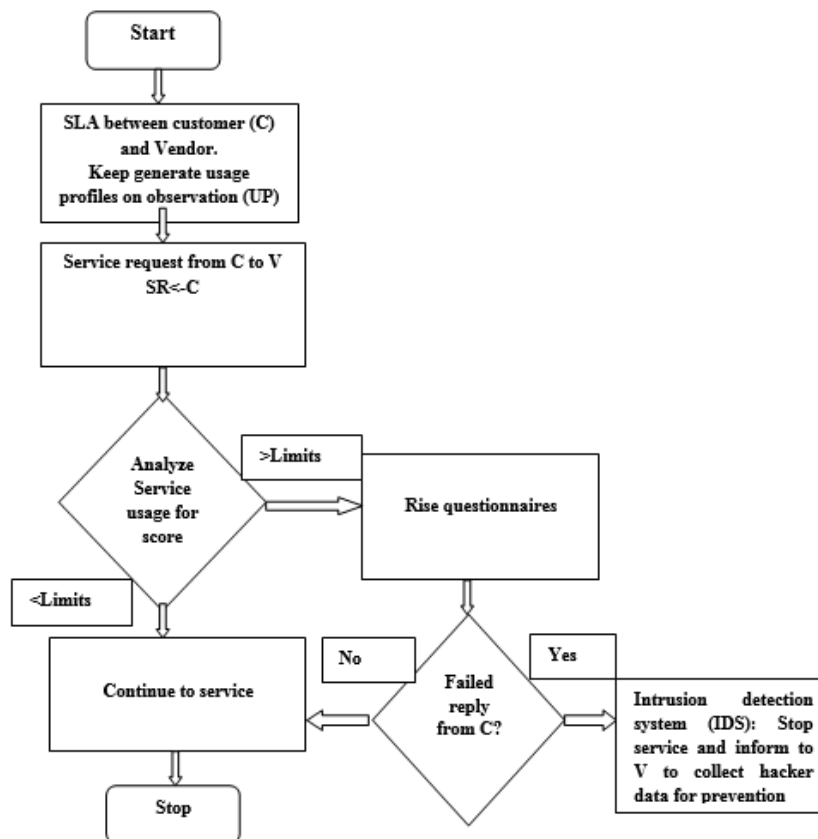 Start
SLA between customer (C)
and Vendor.
Keep generate usage
profiles on observation (UP)
Service request from C to V
SR<-C
Analyze
Service
usage for
score
>Limits
Rise questionnaires
<Limits
Continue to service
No
Failed
reply
from C?
Yes
Intrusion detection
system (IDS): Stop
service and inform to
V to collect hacker
data for prevention
Stop